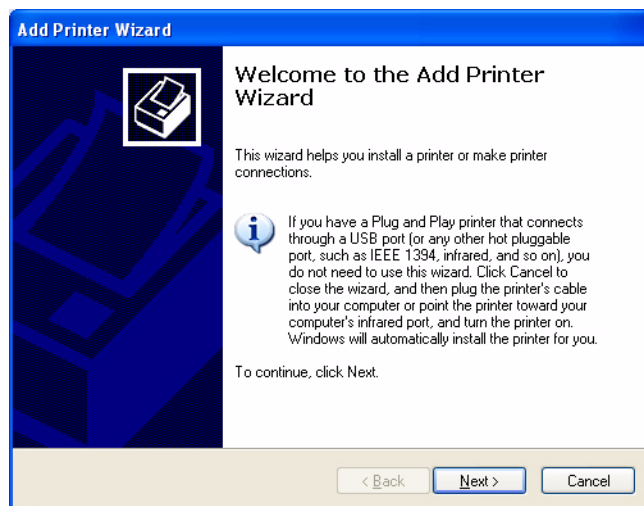 Add Printer Wizard
Welcome to the Add Printer
Wizard
This wizard helps you install a printer or make printer
connections.
If you have a Plug and Play printer that connects
through a USB port (or any other hot pluggable
port, such as IEEE 1394, infrared, and so on), you
do not need to use this wizard. Click Cancel to
close the wizard, and then plug the printer's cable
into your computer or point the printer toward your
computer's infrared port, and turn the printer on.
Windows will automatically install the printer for you.
To continue, click Next.
< Back Next > Cancel